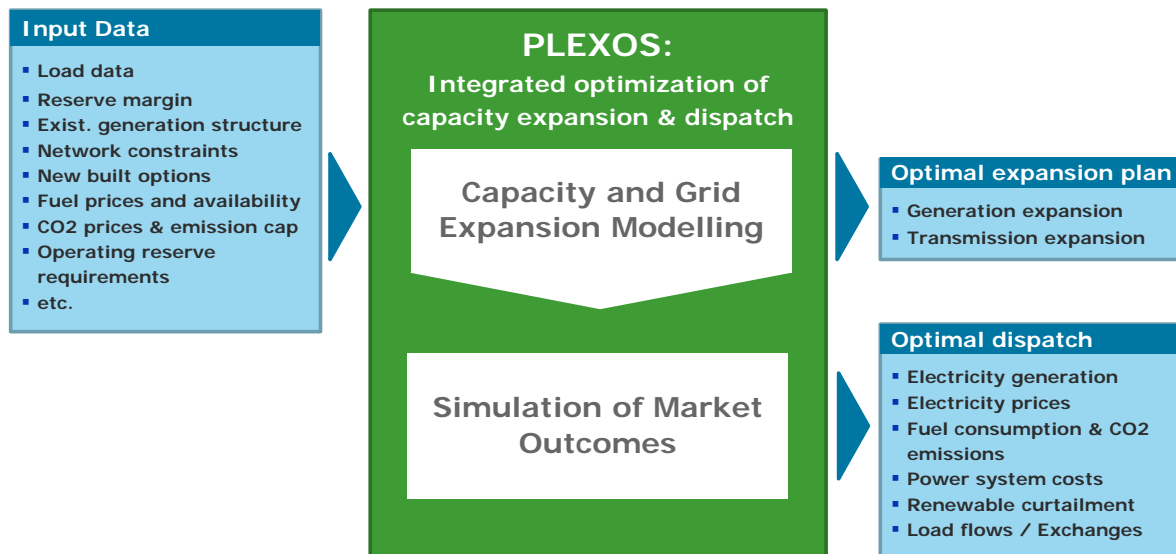 Input Data
▪ Load data
▪ Reserve margin
▪ Exist. generation structure
▪ Network constraints
▪ New built options
▪ Fuel prices and availability
▪ CO2 prices & emission cap
▪ Operating reserve
requirements
▪ etc.
PLEXOS:
Integrated optimization of
capacity expansion & dispatch
Capacity and Grid
Expansion Modelling
Simulation of Market
Outcomes
Optimal expansion plan
▪ Generation expansion
▪ Transmission expansion
Optimal dispatch
▪ Electricity generation
▪ Electricity prices
▪ Fuel consumption & CO2
emissions
▪ Power system costs
▪ Renewable curtailment
▪ Load flows / Exchanges